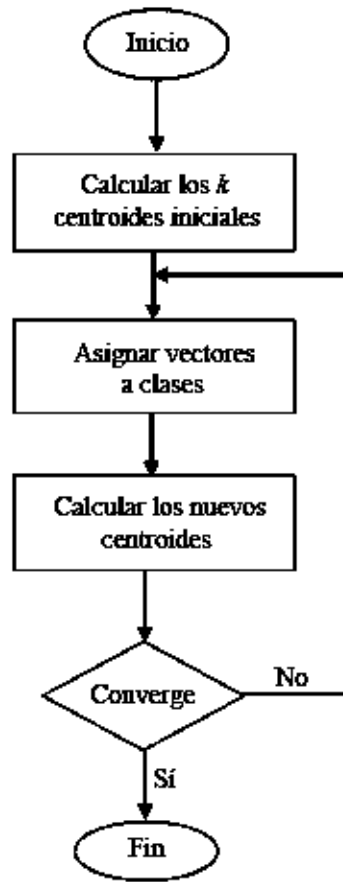 Inicio
Calcular los k
centroides iniciales
Asignar vectores
a clases
Calcular los nuevos
centroides
Converge
No
Sí
Fin